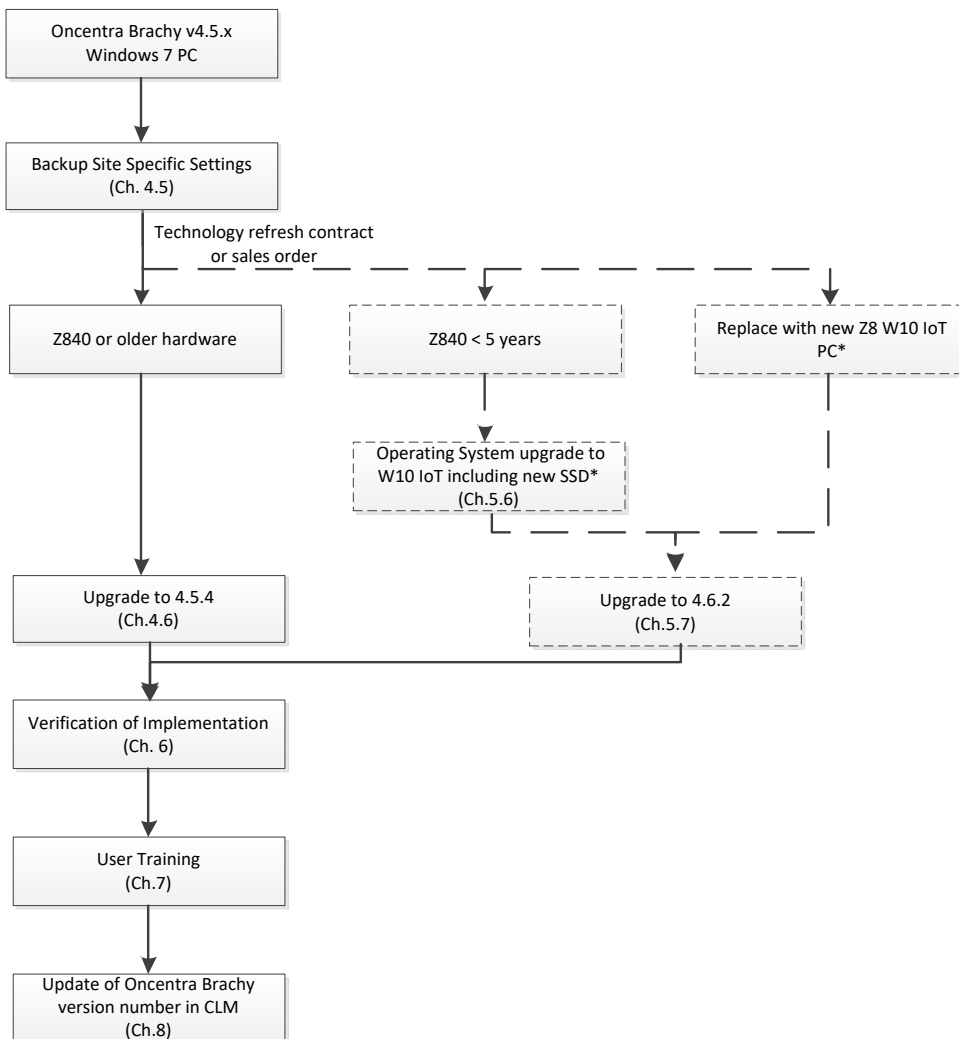 Oncentra Brachy v4.5.x
Windows 7 PC
Backup Site Specific Settings
(Ch. 4.5)
Technology refresh contract
or sales order
Z840 or older hardware
Z840 < 5 years
Replace with new Z8 W10 IoT
PC*
Operating System upgrade to
W10 IoT including new SSD*
(Ch.5.6)
Upgrade to 4.5.4
(Ch.4.6)
Upgrade to 4.6.2
(Ch.5.7)
Verification of Implementation
(Ch. 6)
User Training
(Ch.7)
Update of Oncentra Brachy
version number in CLM
(Ch.8)